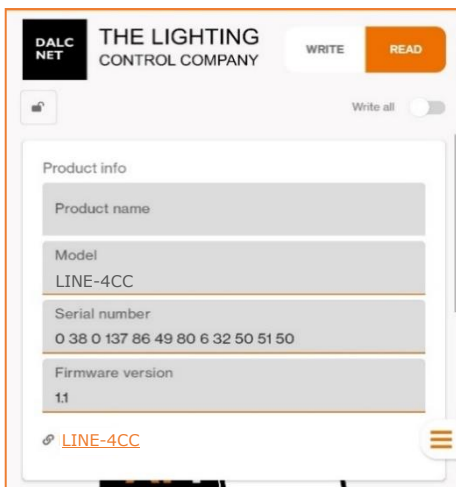 DALC
NET
THE LIGHTING
CONTROL COMPANY
WRITE
READ
Write all
Product info
Product name
Model
LINE-4CC
Serial number
0 38 0 137 86 49 80 6 32 50 51 50
Firmware version
1.1
LINE-4CC